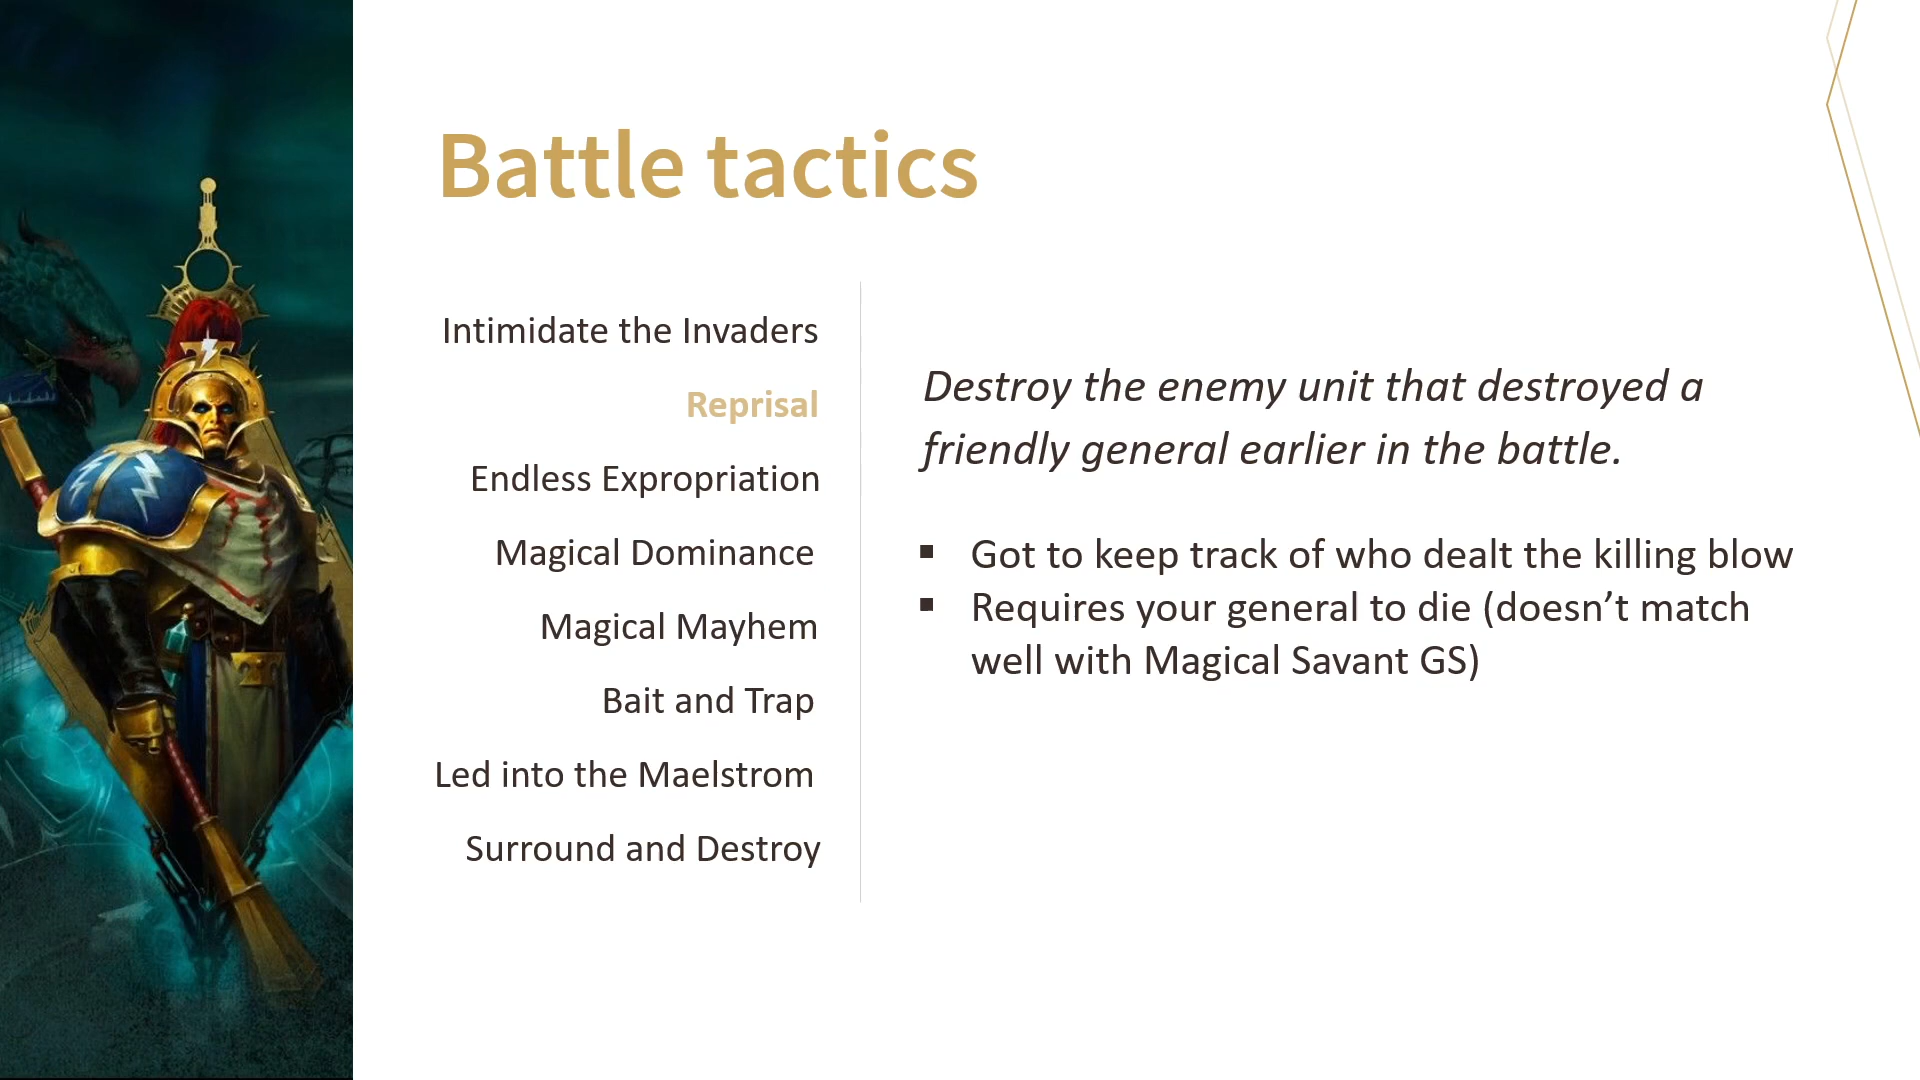 Battle tactics
Intimidate the Invaders
Reprisal
Endless Expropriation
Magical Dominance
Magical Mayhem
Bait and Trap
Led into the Maelstrom
Surround and Destroy
Destroy the enemy unit that destroyed a
friendly general earlier in the battle.
▪ Got to keep track of who dealt the killing blow
▪ Requires your general to die (doesn’t match
well with Magical Savant GS)